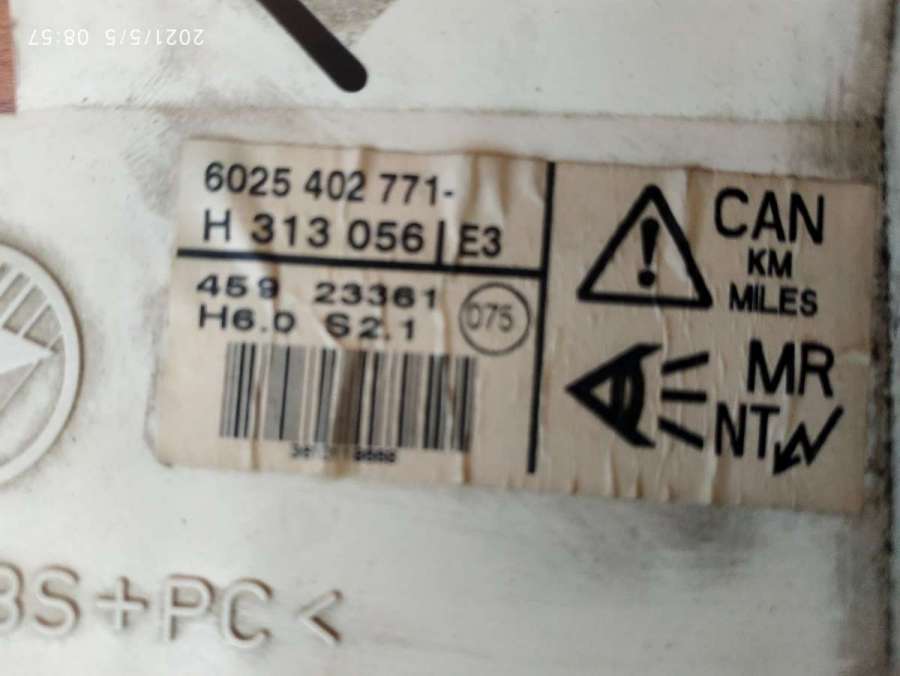 2021/5/5 08:57
6025 402 771-
H 313 056 E3
459 23361
H6.0 S2.1
075
CAN
KM
MILES
MR
NT
BS+PC<